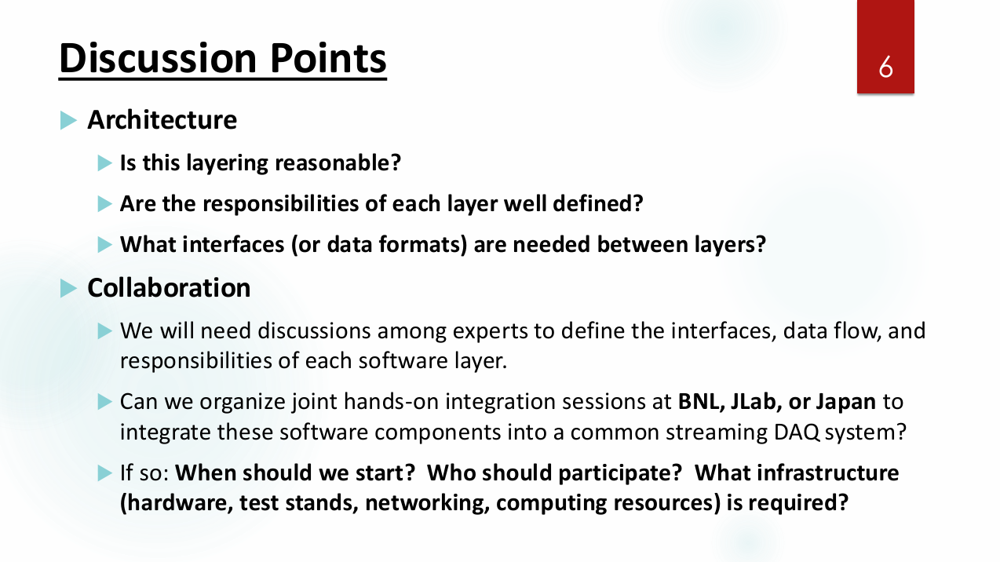 Discussion Points
6
Architecture
Is this layering reasonable?
Are the responsibilities of each layer well defined?
What interfaces (or data formats) are needed between layers?
Collaboration
We will need discussions among experts to define the interfaces, data flow, and
responsibilities of each software layer.
Can we organize joint hands-on integration sessions at BNL, JLab, or Japan to
integrate these software components into a common streaming DAQ system?
If so: When should we start?  Who should participate?  What infrastructure
(hardware, test stands, networking, computing resources) is required?